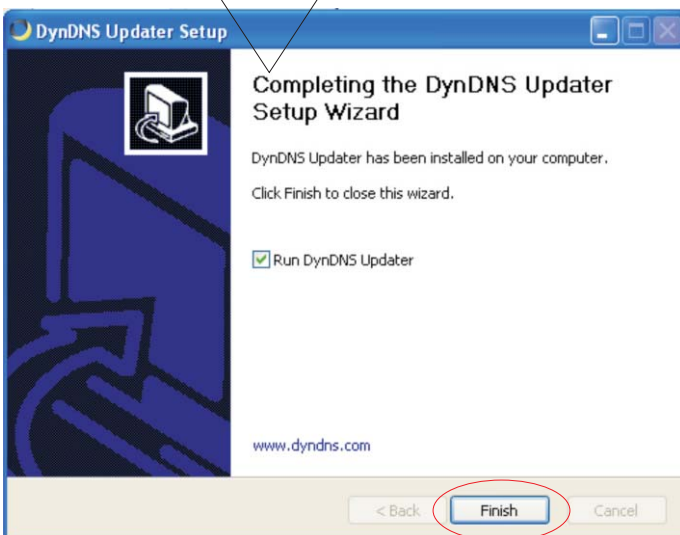 DynDNS Updater Setup
Completing the DynDNS Updater
Setup Wizard
DynDNS Updater has been installed on your computer.
Click Finish to close this wizard.
Run DynDNS Updater
www.dyndns.com
< Back
Finish
Cancel